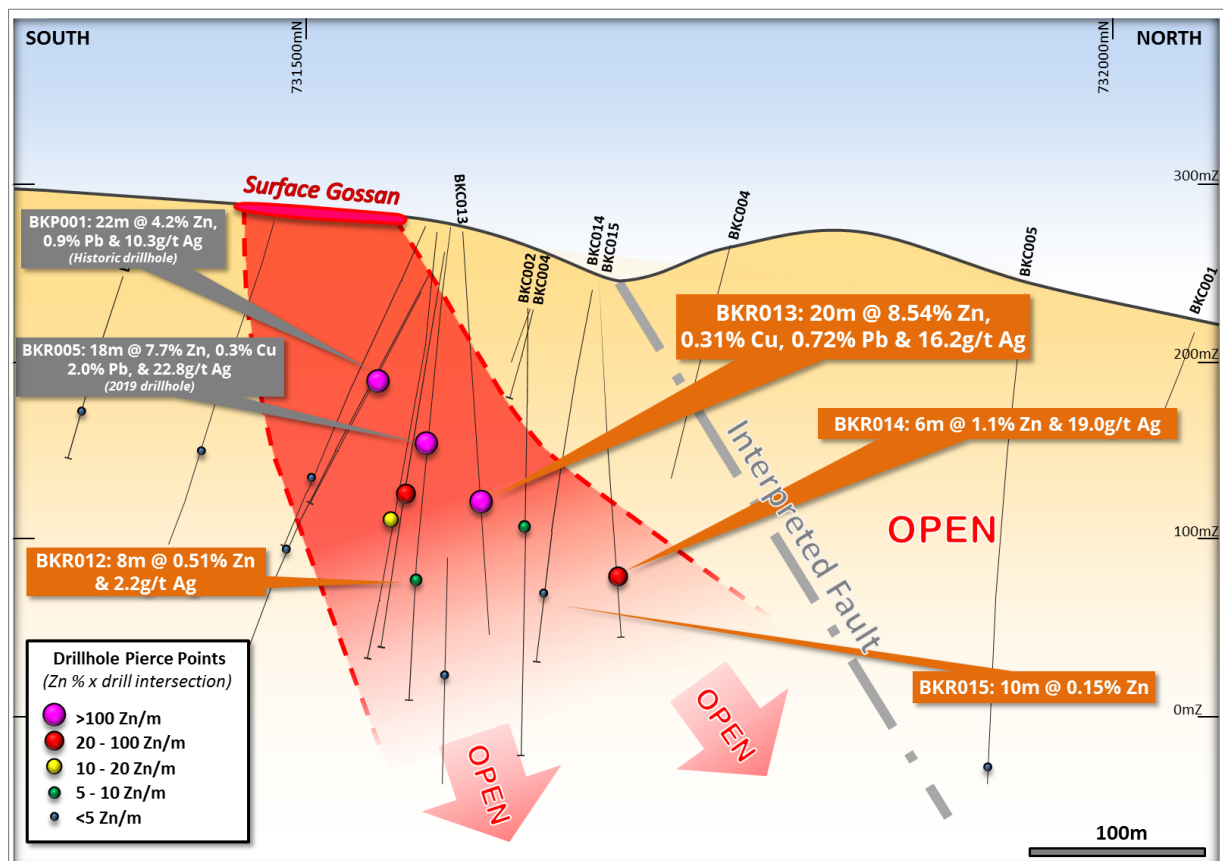 SOUTH
731500mN
732000mN
NORTH
Surface Gossan
BKC013
BKC014
BKC015
BKC004
BKC002
BKC004
BKC005
BKC001
300mZ
200mZ
100mZ
0mZ
BKP001: 22m @ 4.2% Zn,
0.9% Pb & 10.3g/t Ag
(Historic drillhole)
BKR005: 18m @ 7.7% Zn, 0.3% Cu
2.0% Pb, & 22.8g/t Ag
(2019 drillhole)
BKR013: 20m @ 8.54% Zn,
0.31% Cu, 0.72% Pb & 16.2g/t Ag
BKR014: 6m @ 1.1% Zn & 19.0g/t Ag
Interpreted Fault
OPEN
BKR012: 8m @ 0.51% Zn
& 2.2g/t Ag
BKR015: 10m @ 0.15% Zn
OPEN
OPEN
Drillhole Pierce Points
(Zn % x drill intersection)
>100 Zn/m
20 - 100 Zn/m
10 - 20 Zn/m
5 - 10 Zn/m
<5 Zn/m
100m